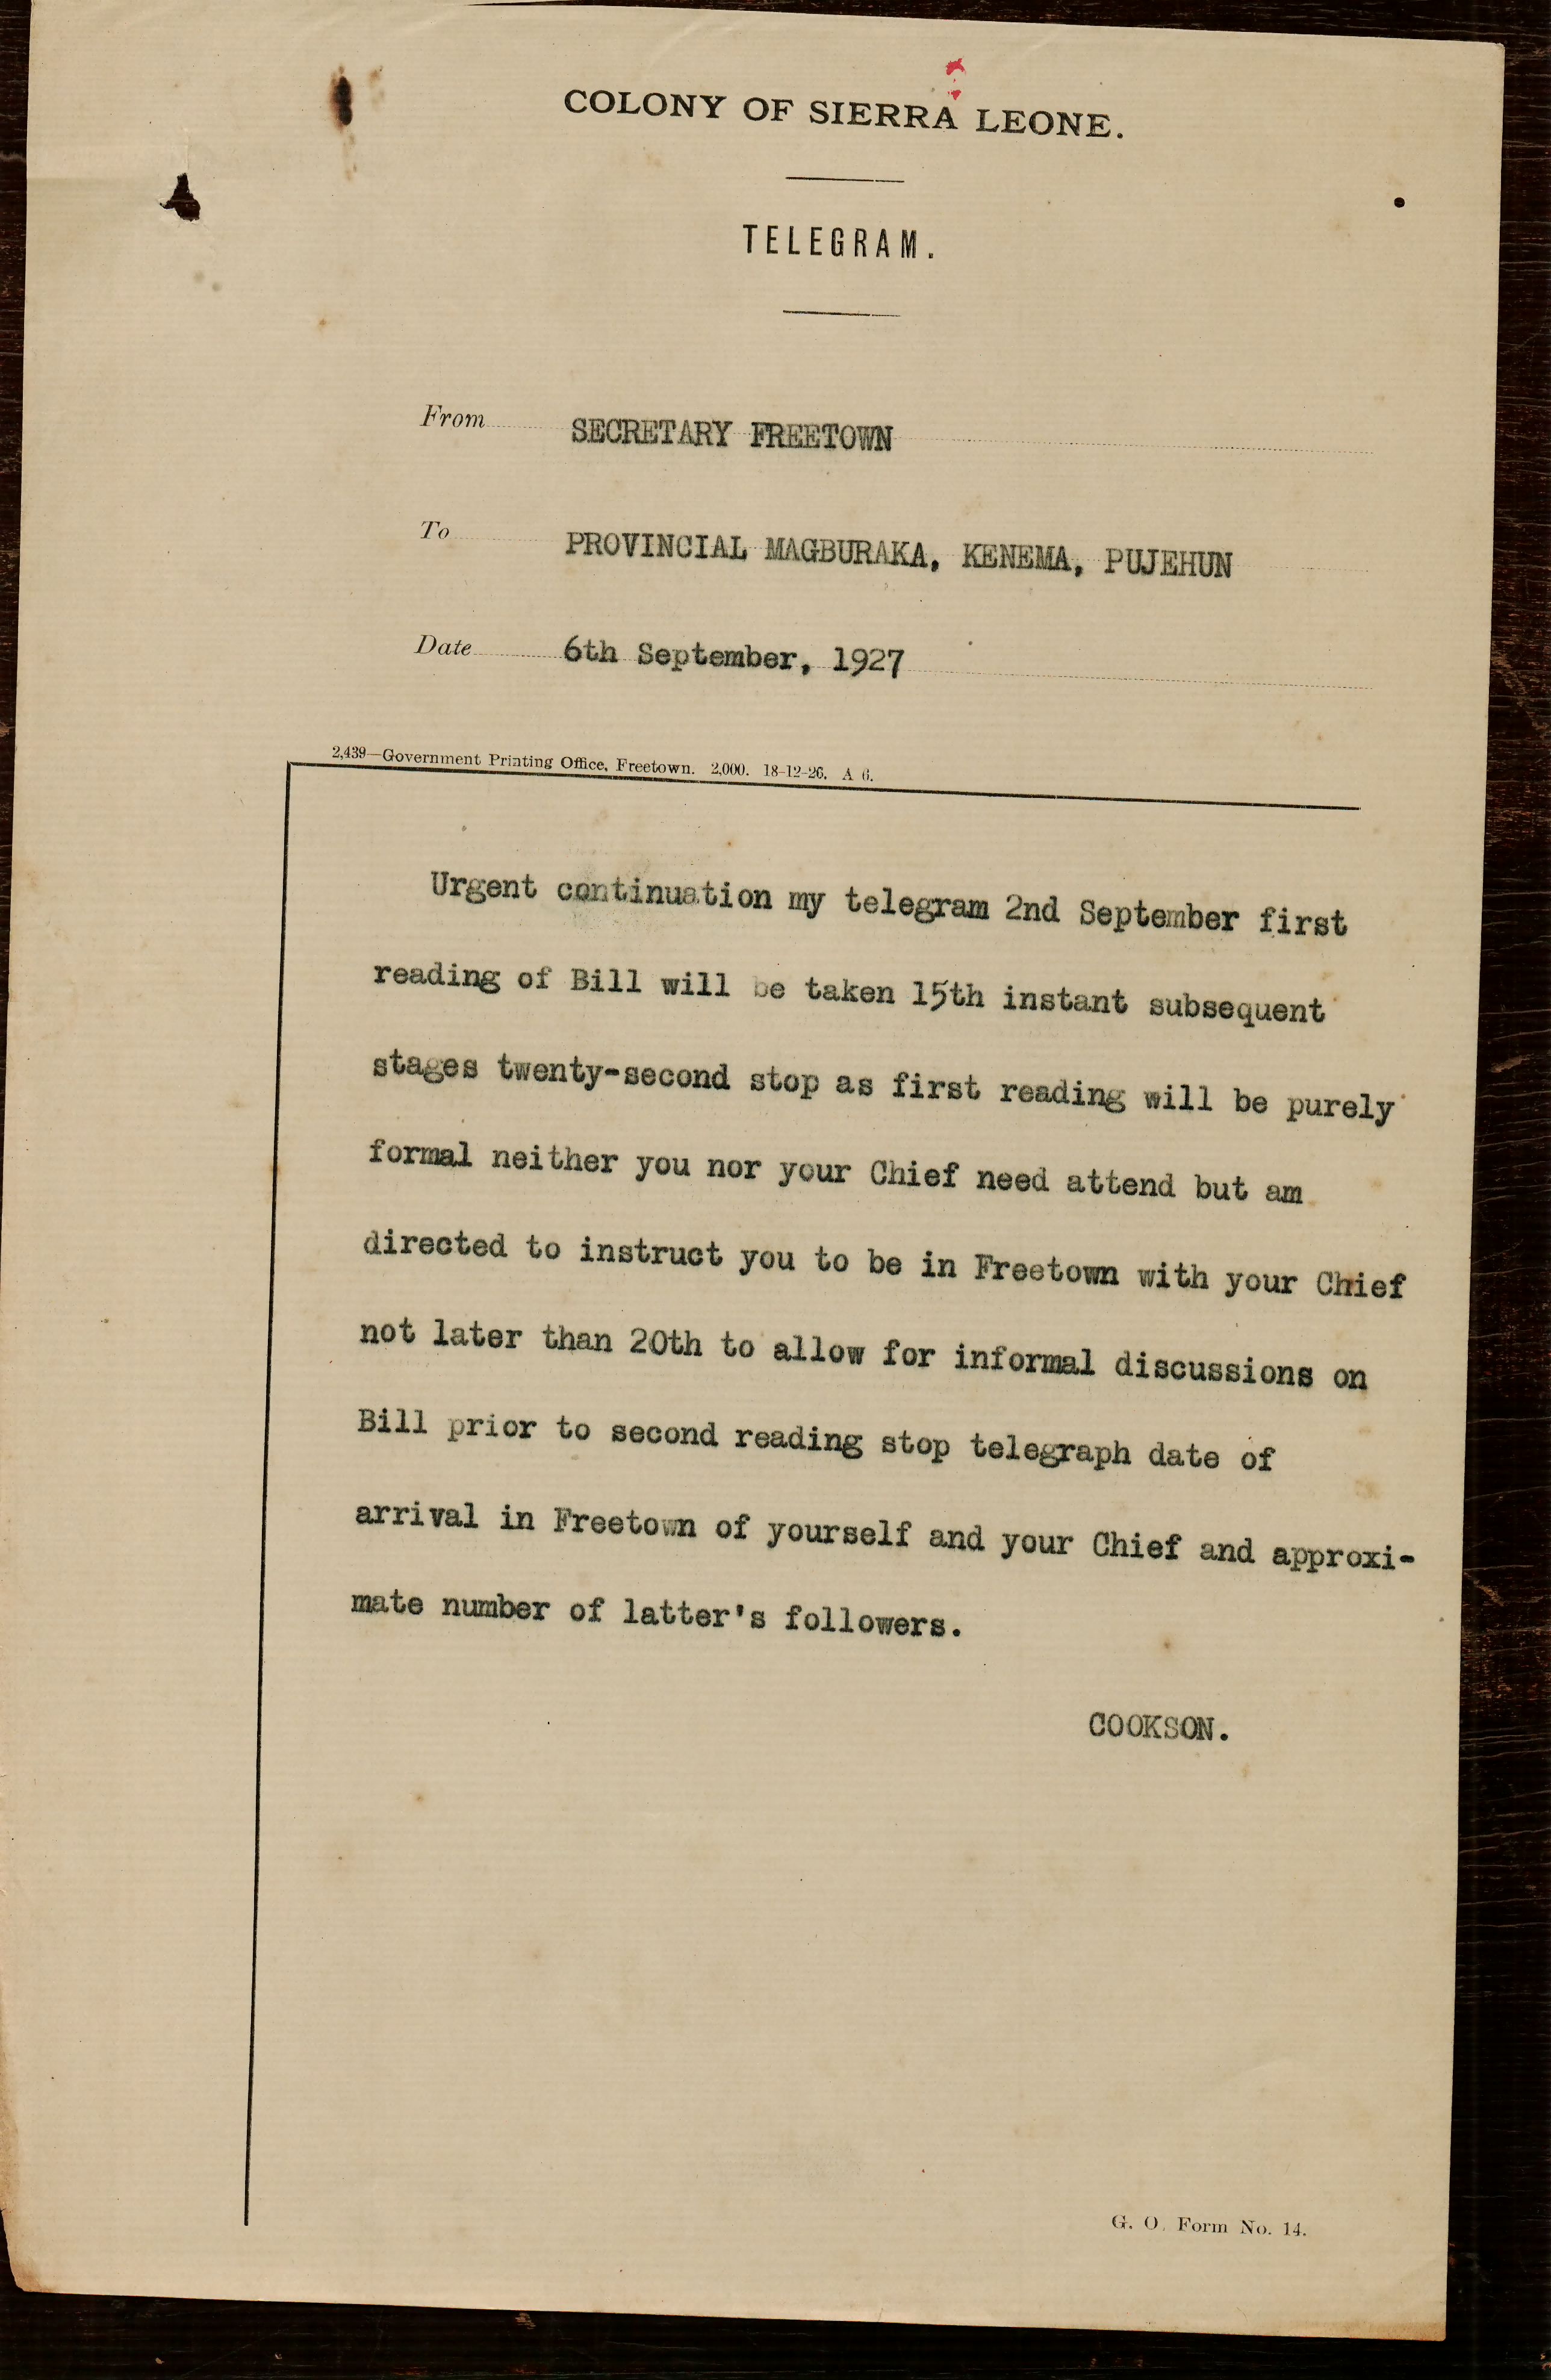 COLONY OF SIERRA LEONE.
TELEGRAM.
From SECRETARY FREETOWN
To PROVINCIAL MAGBURAKA, KENEMA, PUJEHUN
Date 6th September, 1927
2,439—Government Printing Office, Freetown. 2,000. 18-12-26. A 6.
Urgent continuation my telegram 2nd September first
reading of Bill will be taken 15th instant subsequent
stages twenty-second stop as first reading will be purely
formal neither you nor your Chief need attend but am
directed to instruct you to be in Freetown with your Chief
not later than 20th to allow for informal discussions on
Bill prior to second reading stop telegraph date of
arrival in Freetown of yourself and your Chief and approxi-
mate number of latter's followers.
COOKSON.
G. O. Form No. 14.